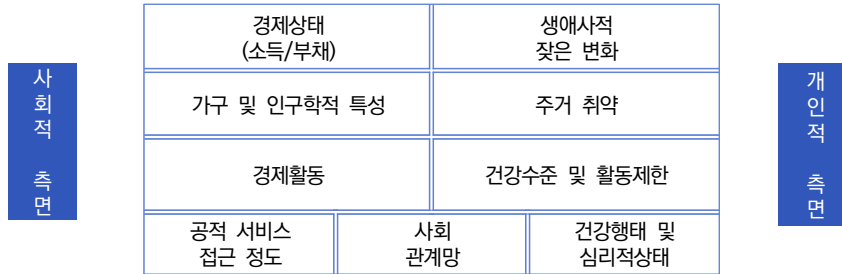 경제상태
(소득/부채)
생애사적
잦은 변화
사회적 측면
가구 및 인구학적 특성
주거 취약
개인적 측면
경제활동
건강수준 및 활동제한
공적 서비스
접근 정도
사회
관계망
건강행태 및
심리적상태